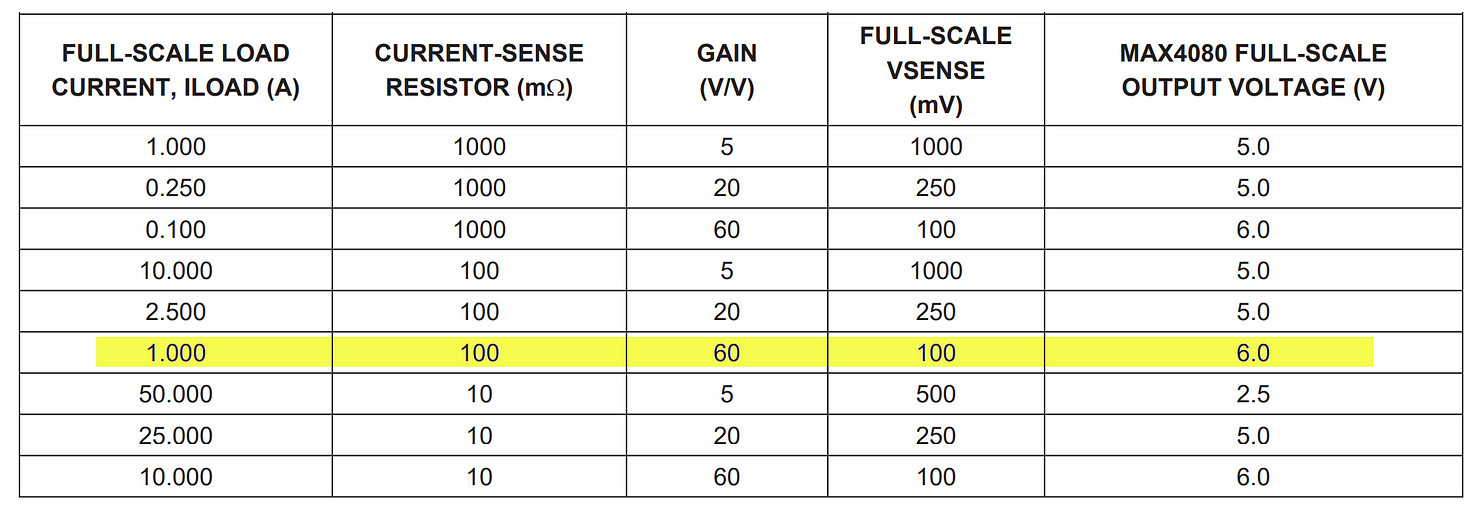 FULL-SCALE LOAD CURRENT, ILOAD (A) CURRENT-SENSE RESISTOR (mΩ) GAIN (V/V) FULL-SCALE VSENSE (mV) MAX4080 FULL-SCALE OUTPUT VOLTAGE (V)
1.000 1000 5 1000 5.0
0.250 1000 20 250 5.0
0.100 1000 60 100 6.0
10.000 100 5 1000 5.0
2.500 100 20 250 5.0
1.000 100 60 100 6.0
50.000 10 5 500 2.5
25.000 10 20 250 5.0
10.000 10 60 100 6.0